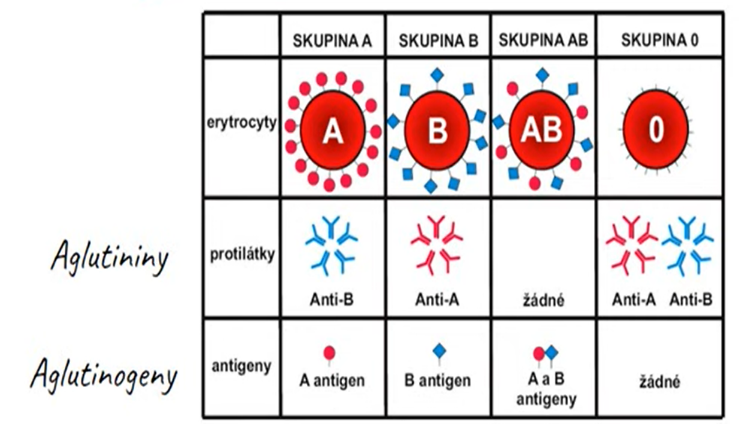 SKUPINA A SKUPINA B SKUPINA AB SKUPINA 0
erytrocyty A B AB 0
Aglutininy protilátky
Anti-B Anti-A žádné Anti-A Anti-B
Aglutinogeny antigeny
A antigen B antigen A a B antigeny žádné